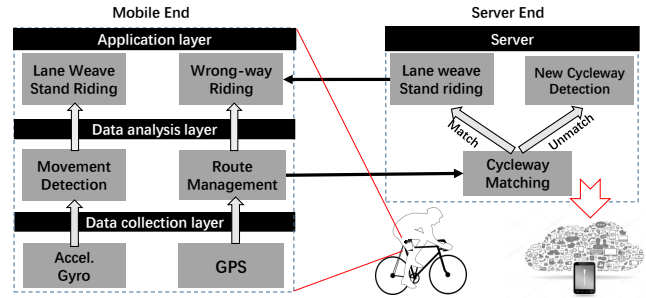 Mobile End
Server End
Application layer
Server
Lane Weave
Stand Riding
Wrong-way
Riding
Lane weave
Stand riding
New Cycleway
Detection
Match
Unmatch
Data analysis layer
Movement
Detection
Route
Management
Cycleway
Matching
Data collection layer
Accel.
Gyro
GPS